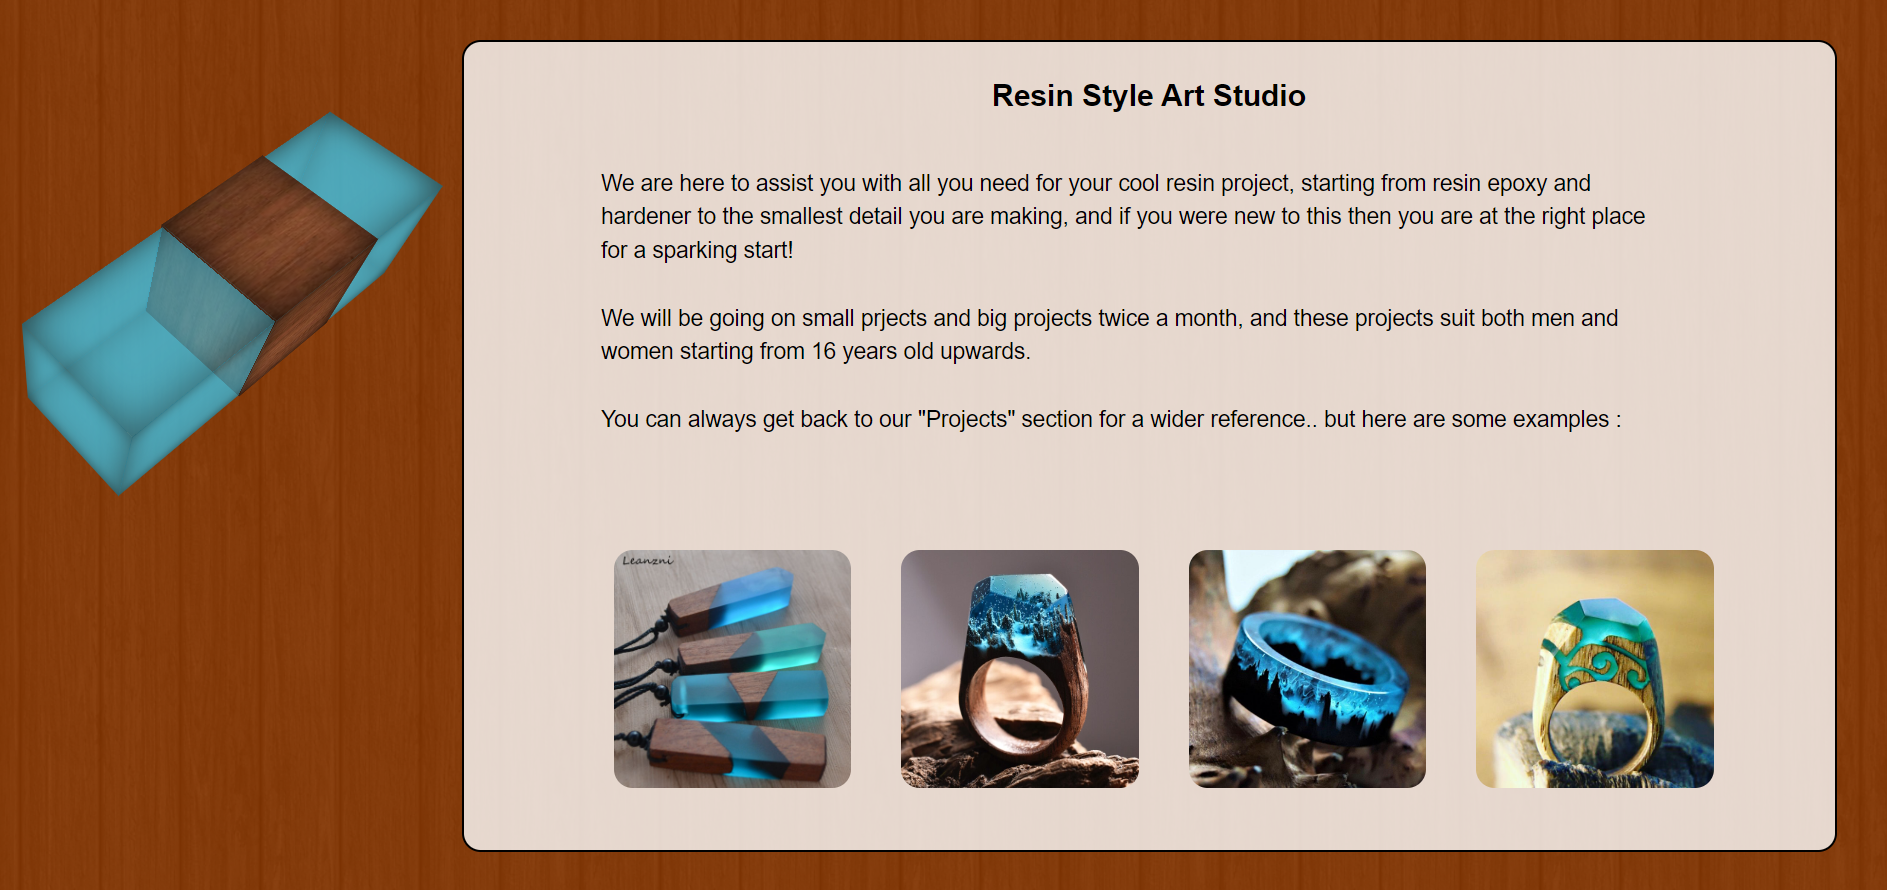 Resin Style Art Studio
We are here to assist you with all you need for your cool resin project, starting from resin epoxy and
hardener to the smallest detail you are making, and if you were new to this then you are at the right place
for a sparking start!
We will be going on small prjects and big projects twice a month, and these projects suit both men and
women starting from 16 years old upwards.
You can always get back to our "Projects" section for a wider reference.. but here are some examples :
Leanzni